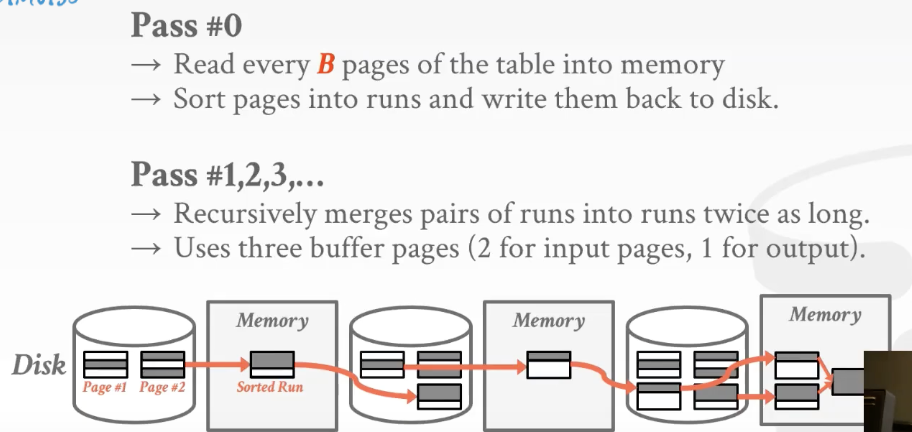 Pass #0
→ Read every B pages of the table into memory
→ Sort pages into runs and write them back to disk.
Pass #1,2,3,...
→ Recursively merges pairs of runs into runs twice as long.
→ Uses three buffer pages (2 for input pages, 1 for output).
Memory
Memory
Memory
Disk
Page #1 Page #2
Sorted Run